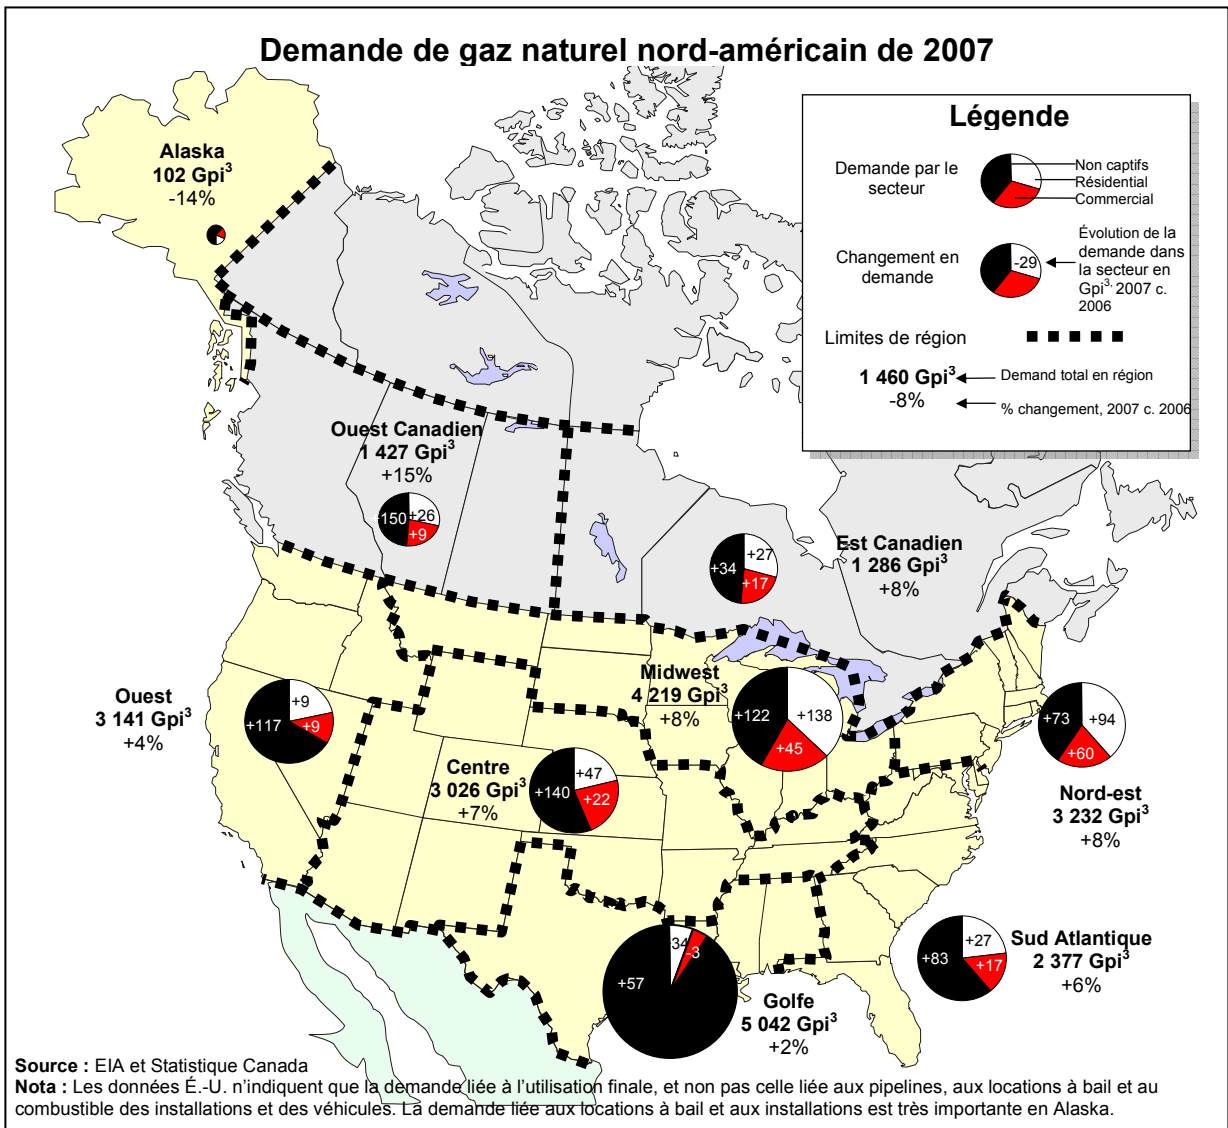 Demande de gaz naturel nord-américain de 2007
Légende
Demande par le
secteur
Non captifs
Résidential
Commercial
Changement en
demande
-29
Évolution de la
demande dans
la secteur en
Gpi³, 2007 c.
2006
Limites de région
1 460 Gpi³
-8%
Demand total en région
% changement, 2007 c. 2006
Alaska
102 Gpi³
-14%
Ouest Canadien
1 427 Gpi³
+15%
+150
+26
+9
+34
+27
+17
Est Canadien
1 286 Gpi³
+8%
Ouest
3 141 Gpi³
+4%
+117
+9
+9
Midwest
4 219 Gpi³
+8%
+122
+138
+45
Centre
3 026 Gpi³
+7%
+140
+47
+22
+73
+94
+60
Nord-est
3 232 Gpi³
+8%
+83
+27
+17
Sud Atlantique
2 377 Gpi³
+6%
+57
34
-3
Golfe
5 042 Gpi³
+2%
Source : EIA et Statistique Canada
Nota : Les données É.-U. n'indiquent que la demande liée à l'utilisation finale, et non pas celle liée aux pipelines, aux locations à bail et au
combustible des installations et des véhicules. La demande liée aux locations à bail et aux installations est très importante en Alaska.